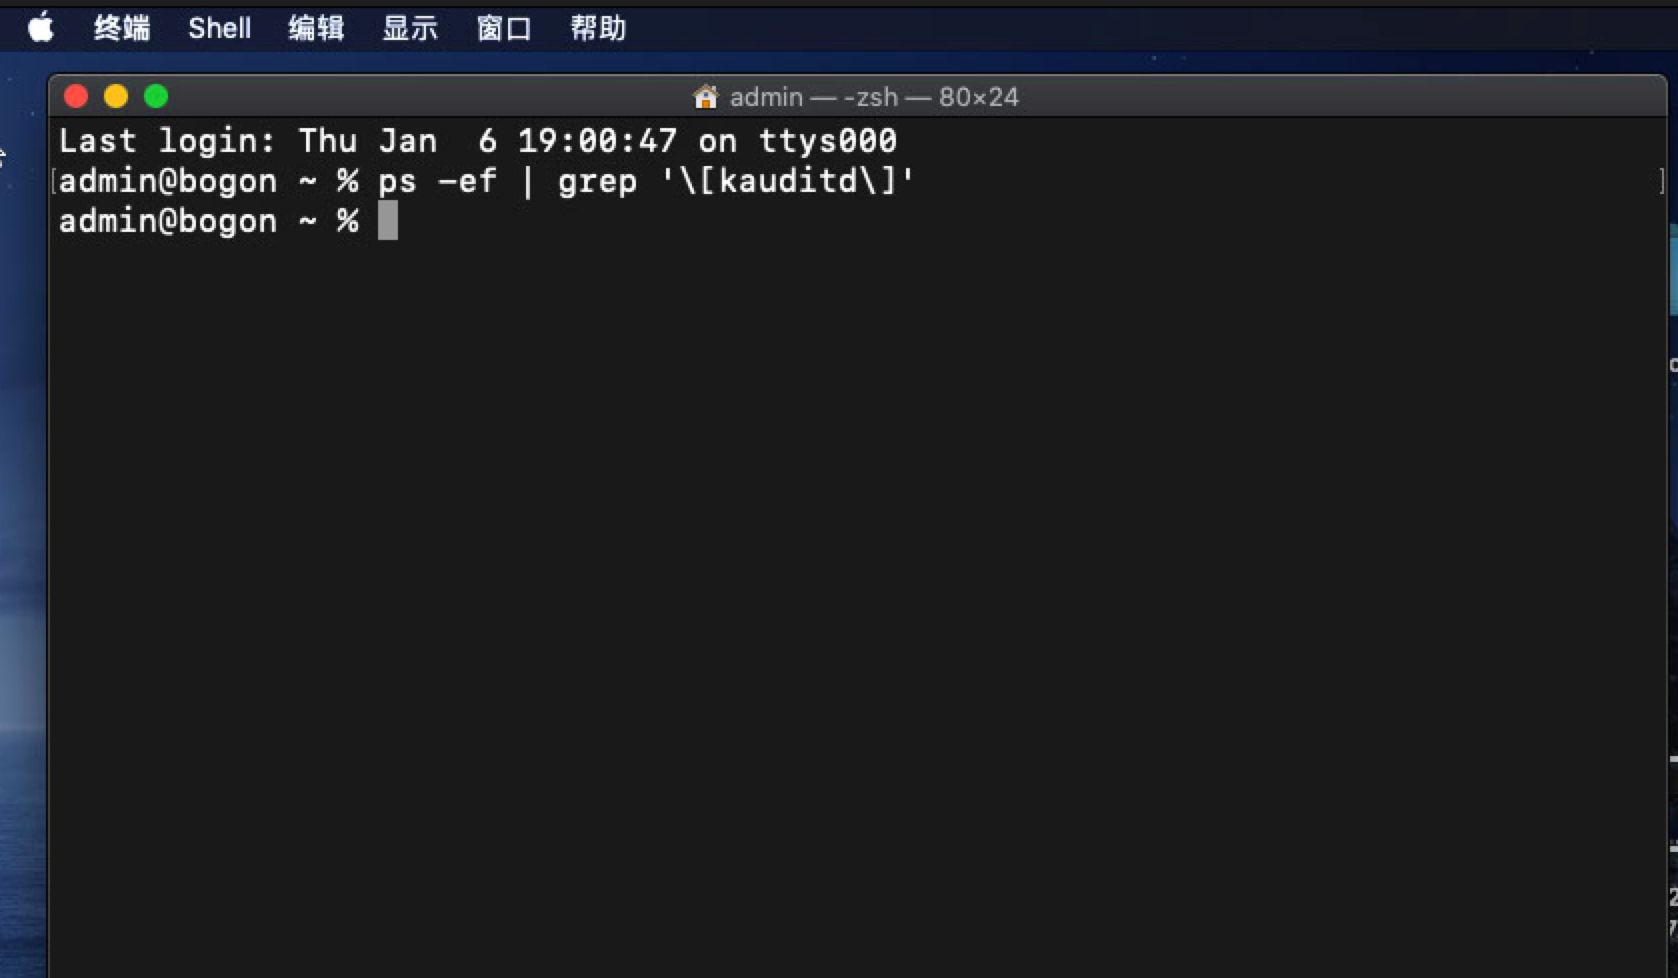 终端 Shell 编辑 显示 窗口 帮助
admin — -zsh — 80×24
Last login: Thu Jan  6 19:00:47 on ttys000
[admin@bogon ~ % ps -ef | grep '\[kauditd\]' ]
admin@bogon ~ %